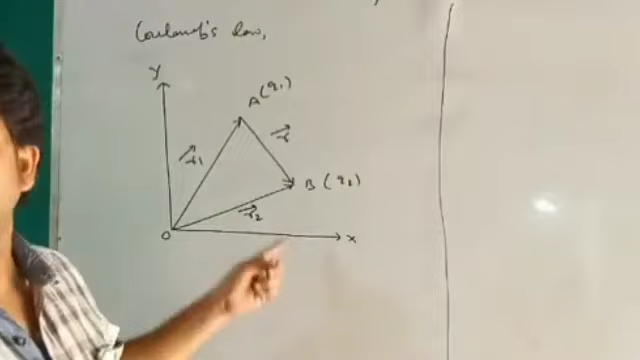 Coulomb's law,
Y
A (q₁)
r⃗₁
r⃗
B (q₂)
r⃗₂
O
X